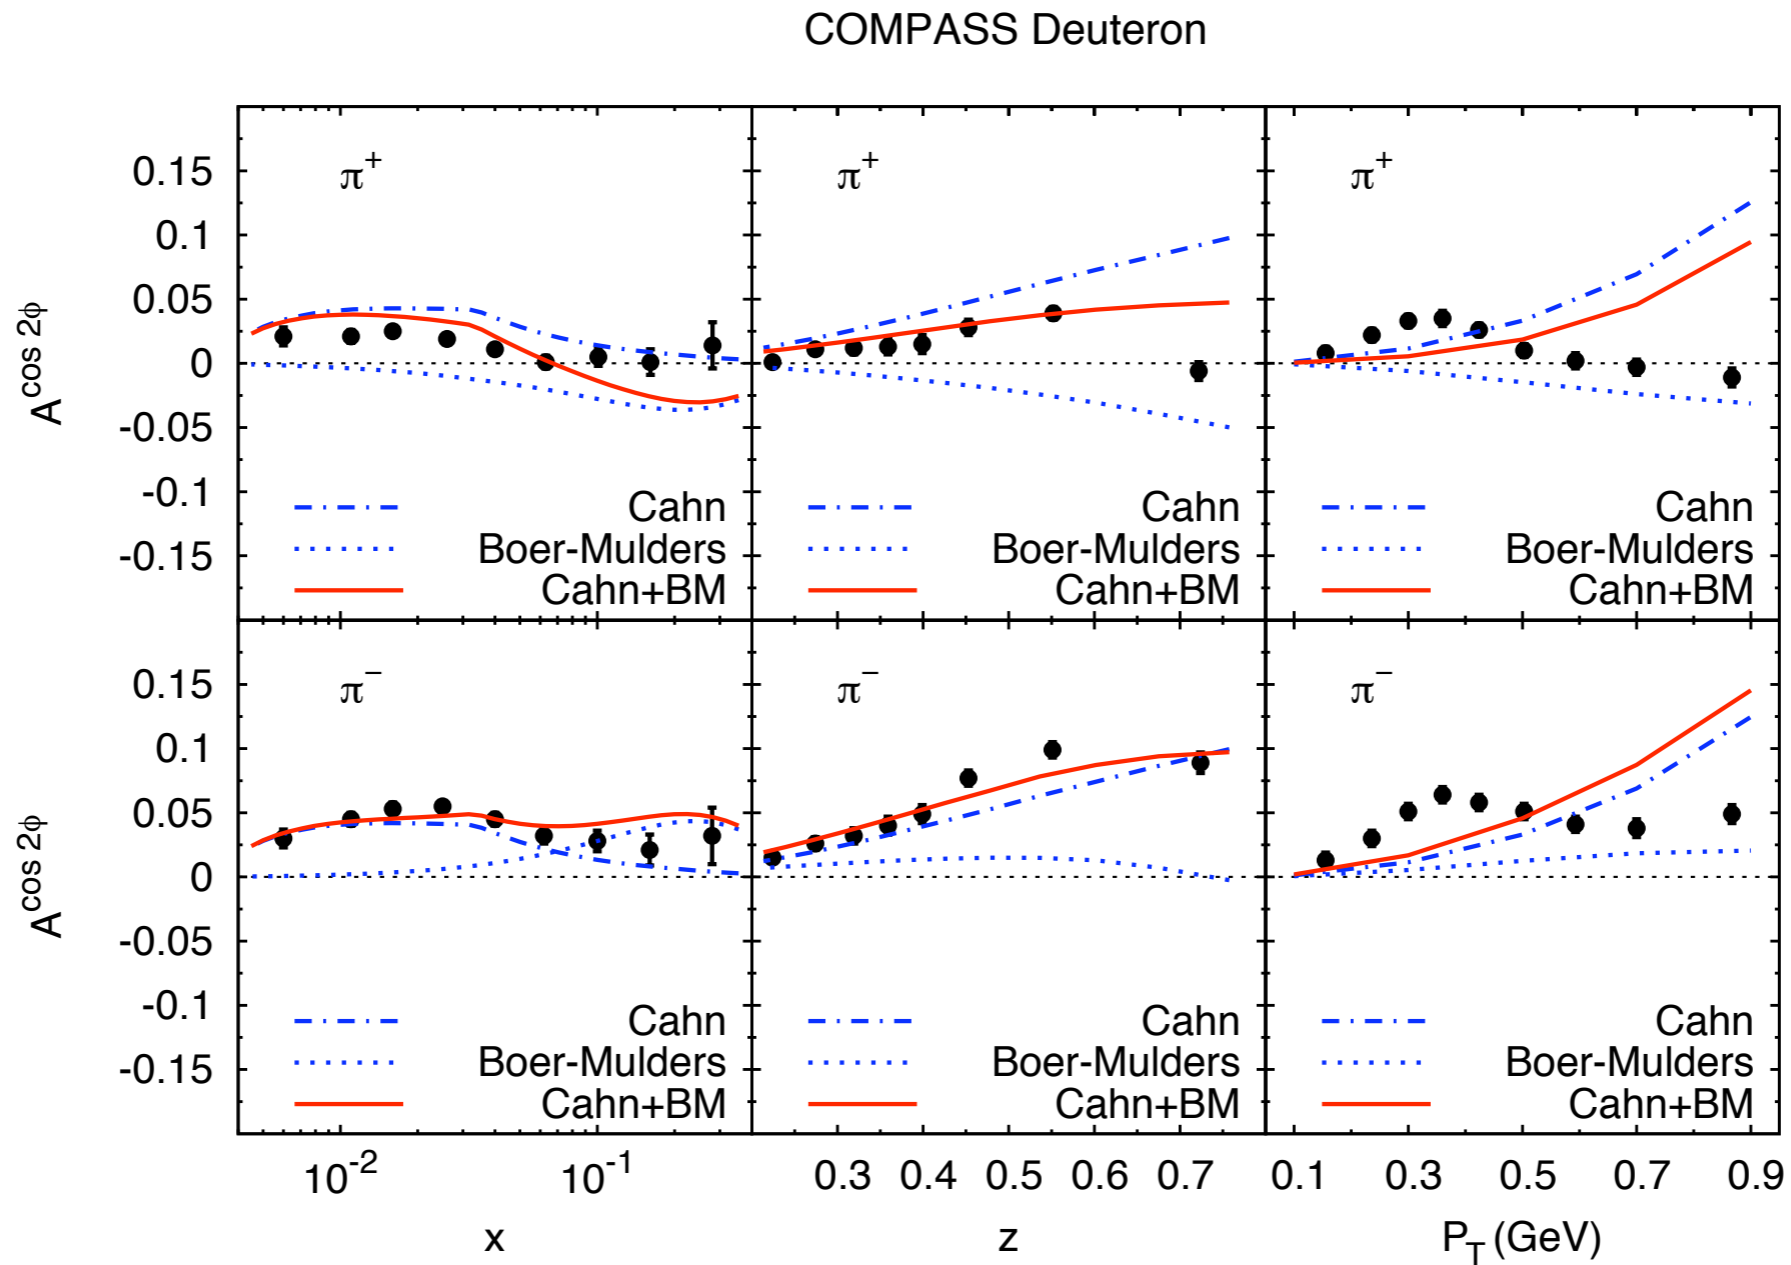 COMPASS Deuteron
A^cos 2ϕ
0.15
0.1
0.05
0
-0.05
-0.1
-0.15
π⁺
Cahn
Boer-Mulders
Cahn+BM
π⁺
Cahn
Boer-Mulders
Cahn+BM
π⁺
Cahn
Boer-Mulders
Cahn+BM
A^cos 2ϕ
0.15
0.1
0.05
0
-0.05
-0.1
-0.15
π⁻
Cahn
Boer-Mulders
Cahn+BM
π⁻
Cahn
Boer-Mulders
Cahn+BM
π⁻
Cahn
Boer-Mulders
Cahn+BM
10⁻² 10⁻¹
0.3 0.4 0.5 0.6 0.7
0.1 0.3 0.5 0.7 0.9
x
z
P_T (GeV)